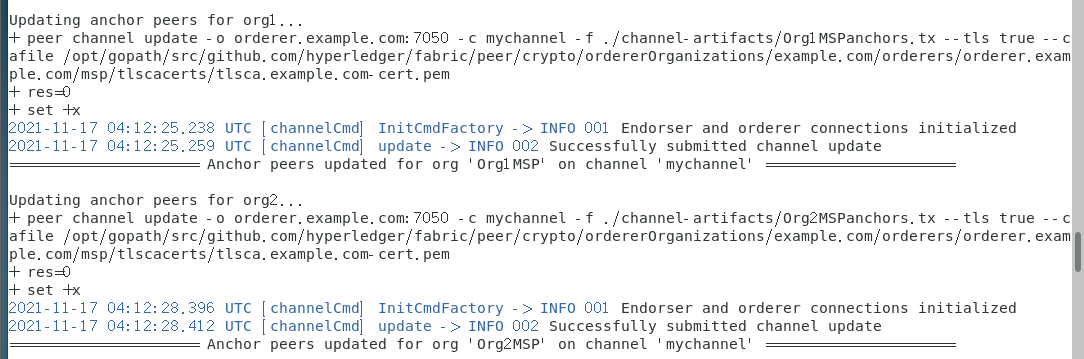 Updating anchor peers for org1...
+ peer channel update -o orderer.example.com:7050 -c mychannel -f ./channel-artifacts/Org1MSPanchors.tx --tls true --c
afile /opt/gopath/src/github.com/hyperledger/fabric/peer/crypto/ordererOrganizations/example.com/orderers/orderer.exam
ple.com/msp/tlscacerts/tlsca.example.com-cert.pem
+ res=0
+ set +x
2021-11-17 04:12:25.238 UTC [channelCmd] InitCmdFactory -> INFO 001 Endorser and orderer connections initialized
2021-11-17 04:12:25.259 UTC [channelCmd] update -> INFO 002 Successfully submitted channel update
===================== Anchor peers updated for org 'Org1MSP' on channel 'mychannel' =====================
Updating anchor peers for org2...
+ peer channel update -o orderer.example.com:7050 -c mychannel -f ./channel-artifacts/Org2MSPanchors.tx --tls true --c
afile /opt/gopath/src/github.com/hyperledger/fabric/peer/crypto/ordererOrganizations/example.com/orderers/orderer.exam
ple.com/msp/tlscacerts/tlsca.example.com-cert.pem
+ res=0
+ set +x
2021-11-17 04:12:28.396 UTC [channelCmd] InitCmdFactory -> INFO 001 Endorser and orderer connections initialized
2021-11-17 04:12:28.412 UTC [channelCmd] update -> INFO 002 Successfully submitted channel update
===================== Anchor peers updated for org 'Org2MSP' on channel 'mychannel' =====================